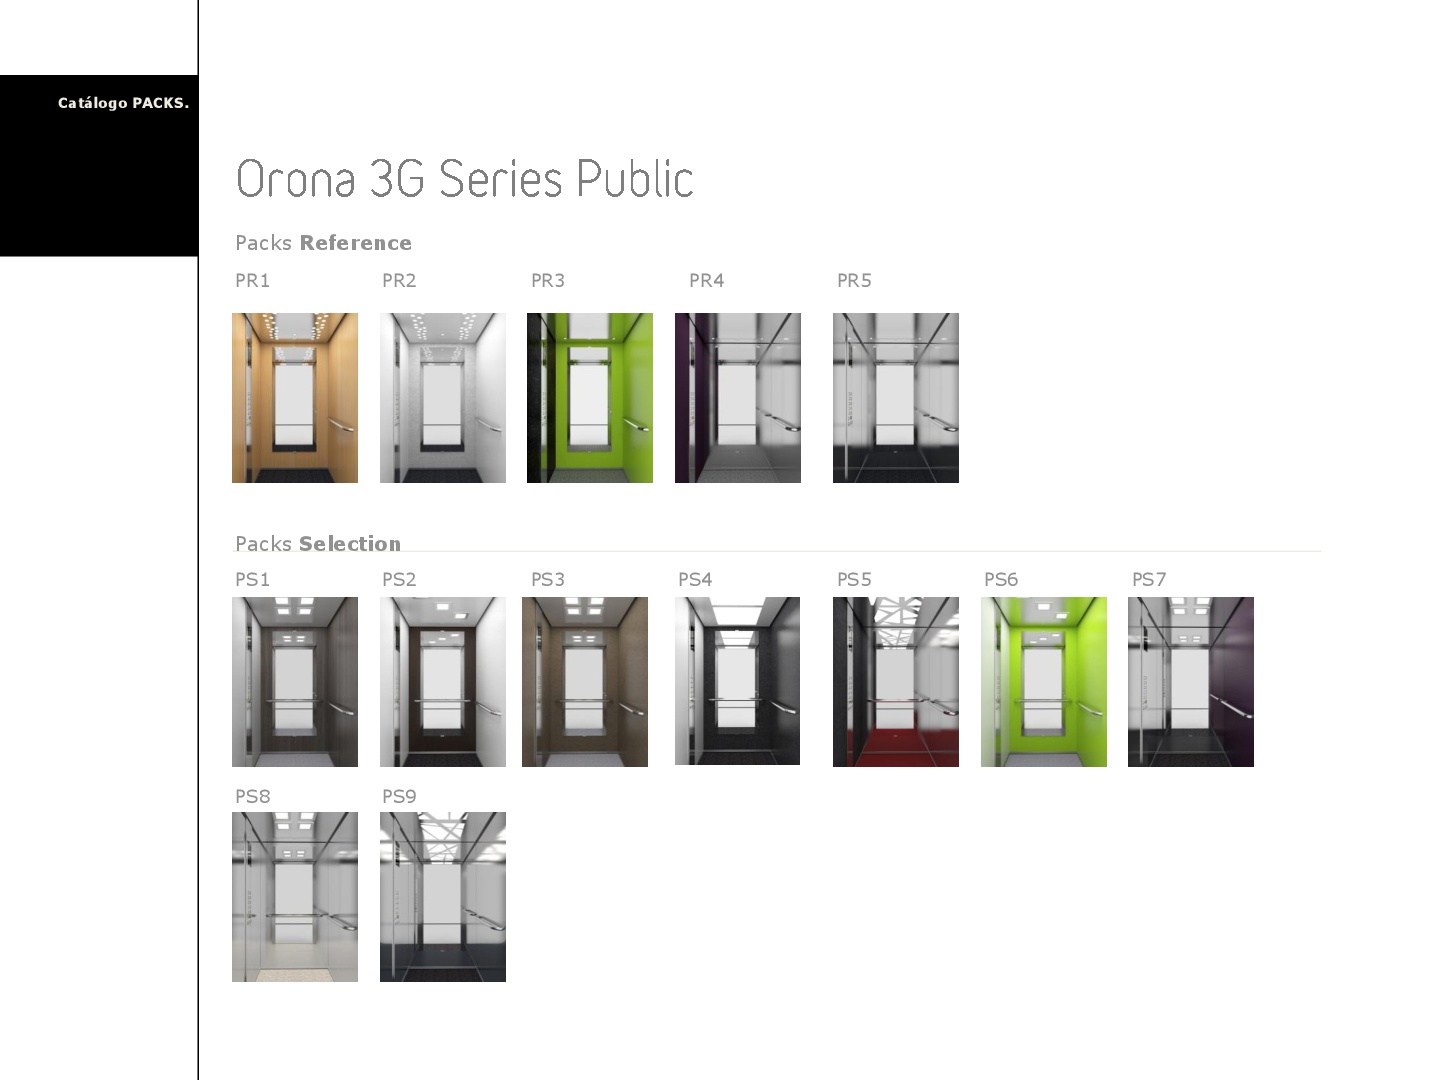 Catálogo PACKS.
Orona 3G Series Public
Packs Reference
PR1 PR2 PR3 PR4 PR5
Packs Selection
PS1 PS2 PS3 PS4 PS5 PS6 PS7
PS8 PS9